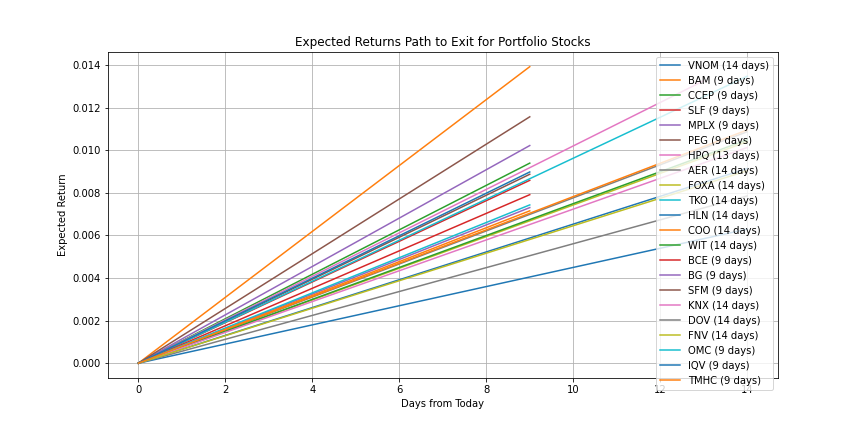 Expected Returns Path to Exit for Portfolio Stocks
Expected Return
0.014
0.012
0.010
0.008
0.006
0.004
0.002
0.000
VNOM (14 days)
BAM (9 days)
CCEP (9 days)
SLF (9 days)
MPLX (9 days)
PEG (9 days)
HPQ (13 days)
AER (14 days)
FOXA (14 days)
TKO (14 days)
HLN (14 days)
COO (14 days)
WIT (14 days)
BCE (9 days)
BG (9 days)
SFM (9 days)
KNX (14 days)
DOV (14 days)
FNV (14 days)
OMC (9 days)
IQV (9 days)
TMHC (9 days)
0 2 4 6 8 10 12 14
Days from Today